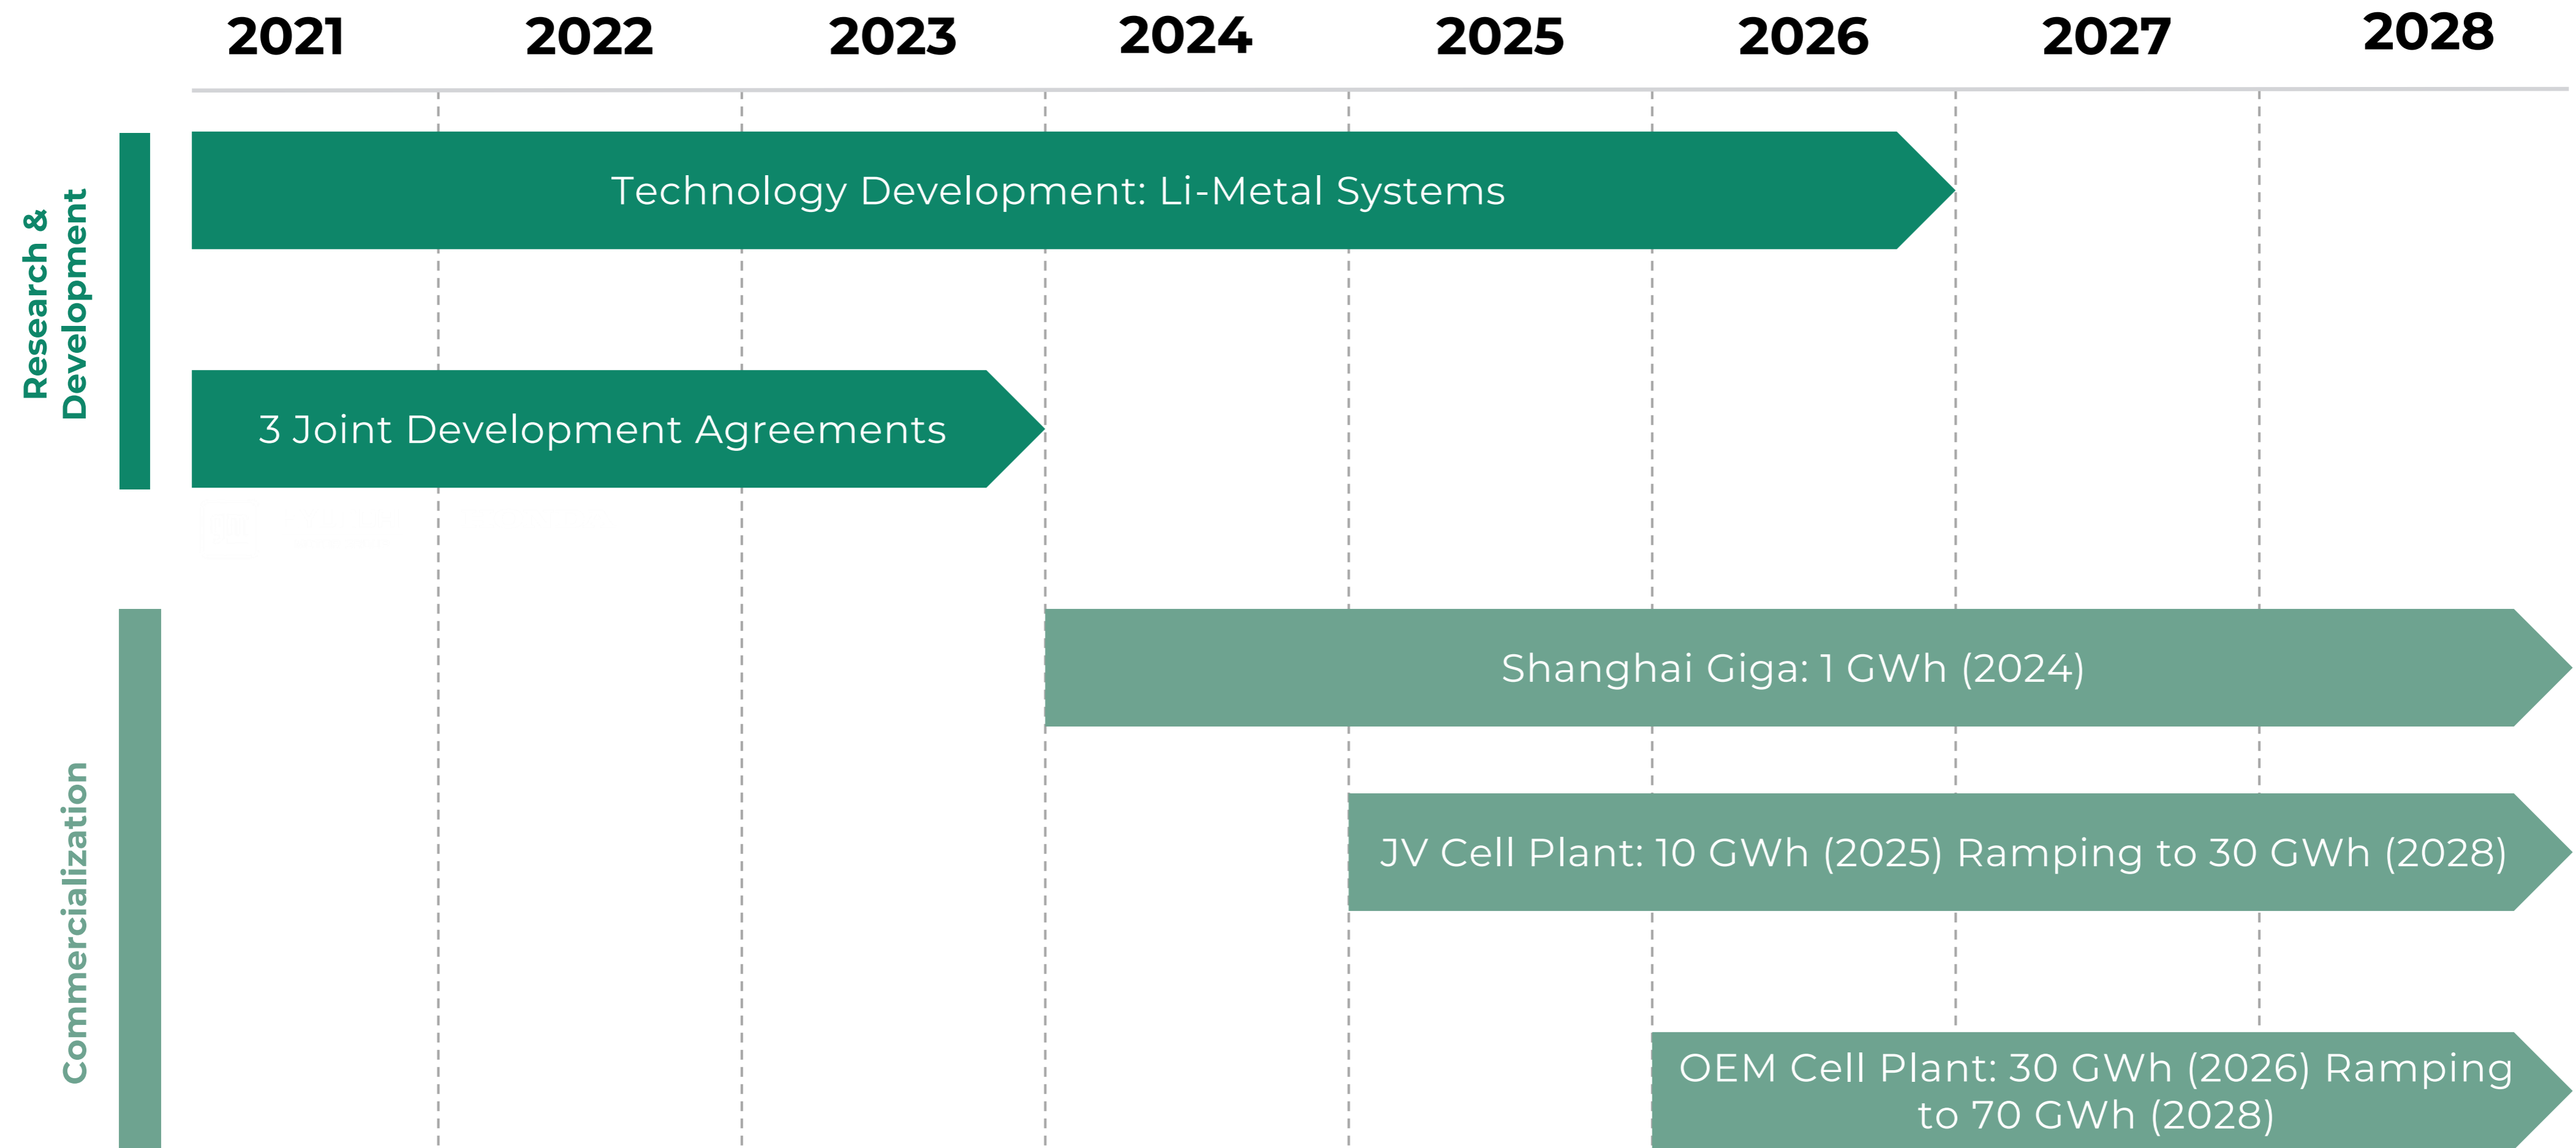 2021 2022 2023 2024 2025 2026 2027 2028
Research &
Development
Technology Development: Li-Metal Systems
3 Joint Development Agreements
Commercialization
Shanghai Giga: 1 GWh (2024)
JV Cell Plant: 10 GWh (2025) Ramping to 30 GWh (2028)
OEM Cell Plant: 30 GWh (2026) Ramping
to 70 GWh (2028)